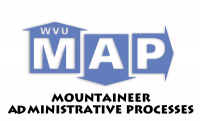 WVU
MAP
MOUNTAINEER
ADMINISTRATIVE PROCESSES